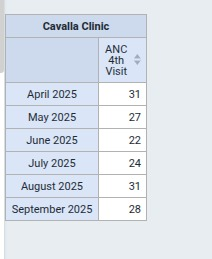 Cavalla Clinic
ANC
4th
Visit
April 2025 31
May 2025 27
June 2025 22
July 2025 24
August 2025 31
September 2025 28